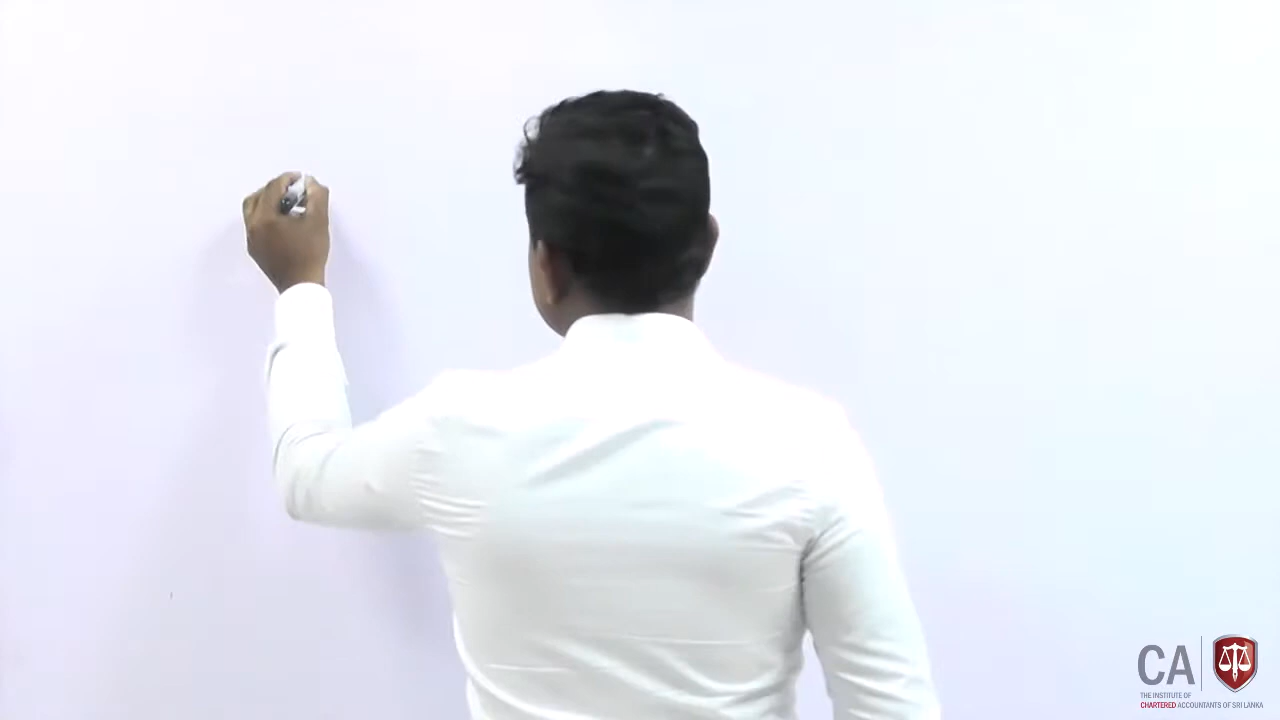 CA
THE INSTITUTE OF
CHARTERED ACCOUNTANTS OF SRI LANKA